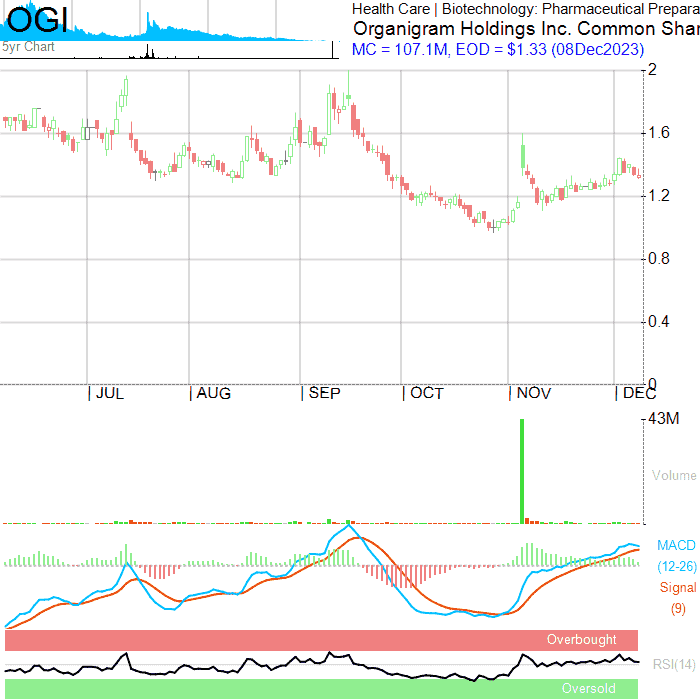 OGI
5yr Chart
Health Care | Biotechnology: Pharmaceutical Prepara
Organigram Holdings Inc. Common Shar
MC = 107.1M, EOD = $1.33 (08Dec2023)
2
1.6
1.2
0.8
0.4
0
| JUL | AUG | SEP | OCT | NOV | DEC
43M
Volume
MACD
(12-26)
Signal
(9)
Overbought
RSI(14)
Oversold